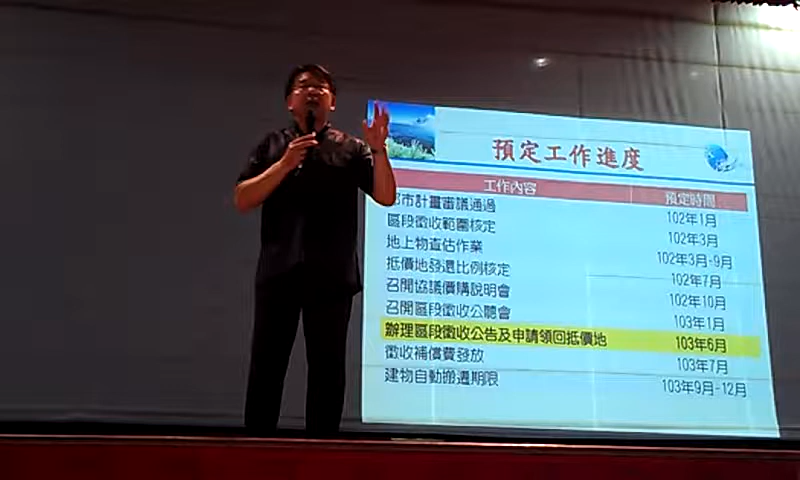 預定工作進度
工作內容 預定時間
都市計畫審議通過 102年1月
區段徵收範圍核定 102年3月
地上物查估作業 102年3月-9月
抵價地發還比例核定 102年7月
召開協議價購說明會 102年10月
召開區段徵收公聽會 103年1月
辦理區段徵收公告及申請領回抵價地 103年6月
徵收補償費發放 103年7月
建物自動搬遷期限 103年9月-12月